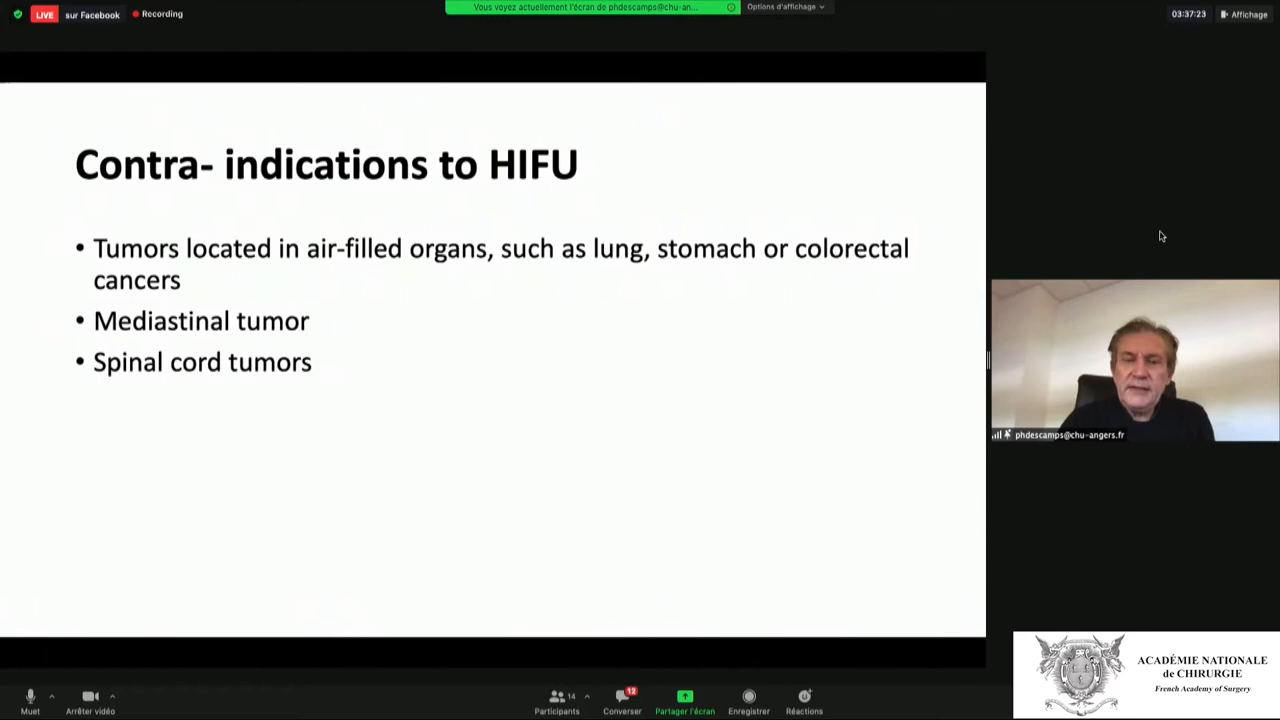 LIVE sur Facebook Recording
Vous voyez actuellement l'écran de phdescamps@chu-an... Options d'affichage
03:37:23 Affichage
Contra- indications to HIFU
• Tumors located in air-filled organs, such as lung, stomach or colorectal
cancers
• Mediastinal tumor
• Spinal cord tumors
phdescamps@chu-angers.fr
ACADÉMIE NATIONALE
de CHIRURGIE
French Academy of Surgery
14
12
Muet Arrêter vidéo Participants Converser Partager l'écran Enregistrer Réactions